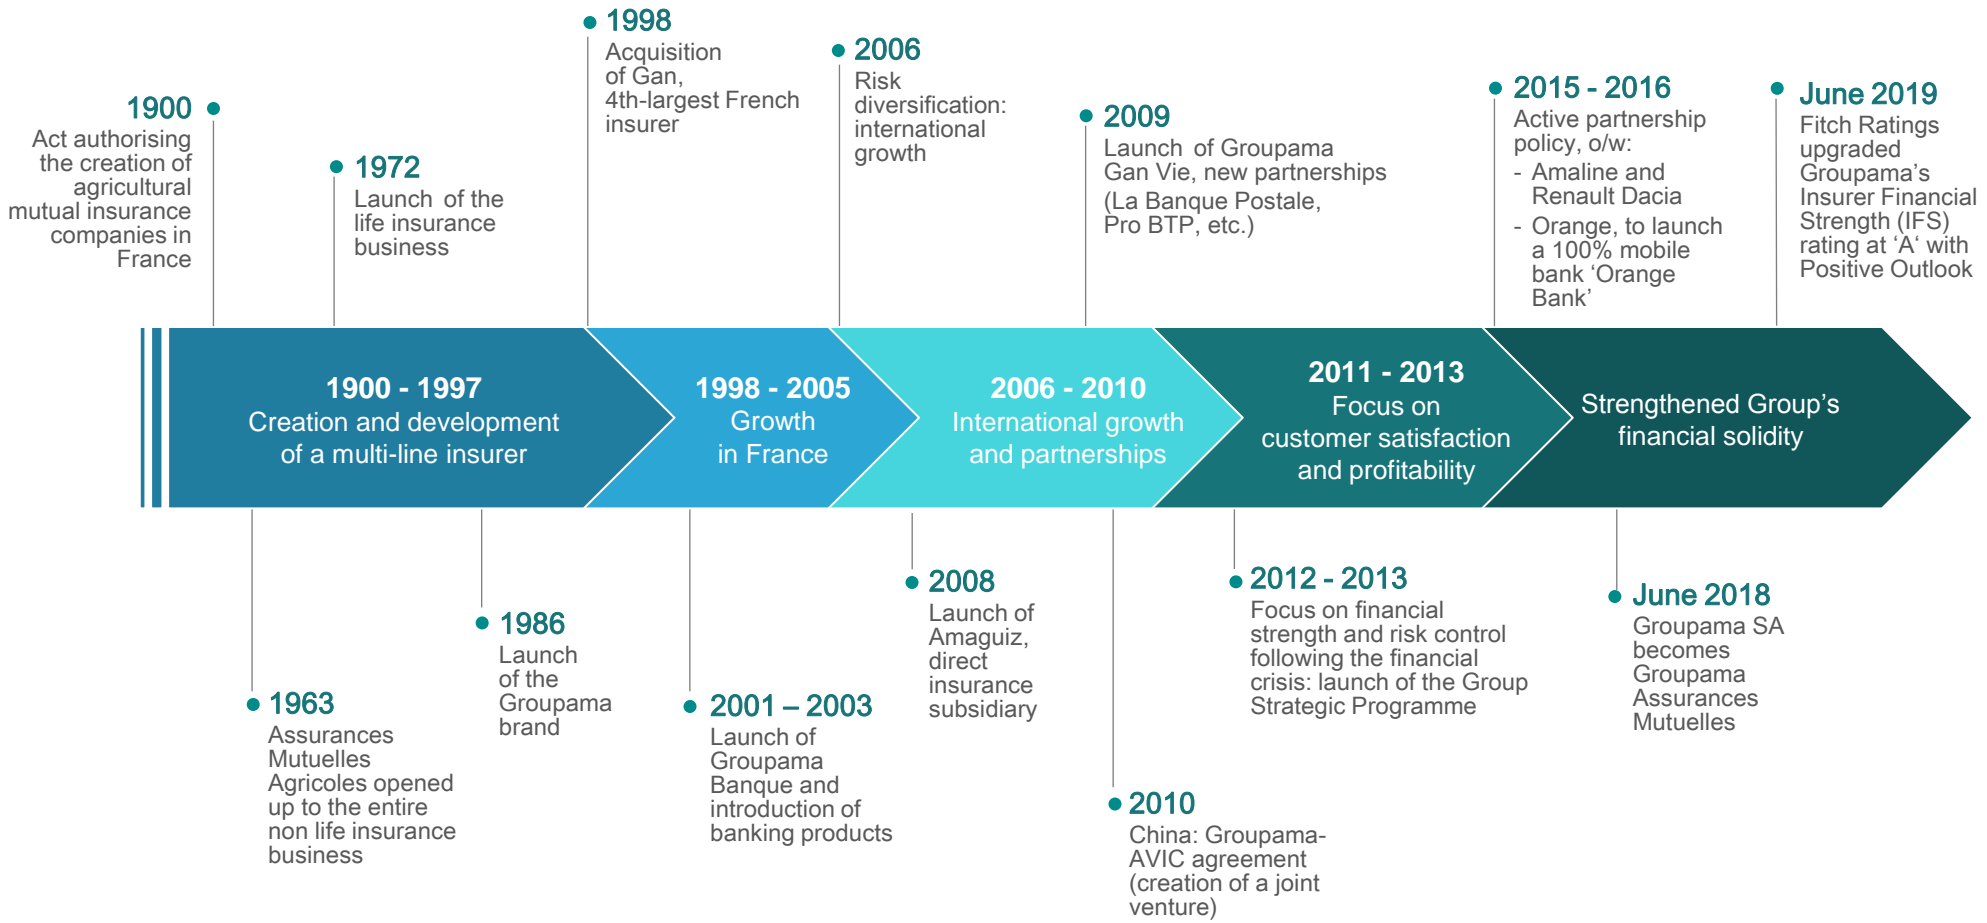 1900
Act authorising
the creation of
agricultural
mutual insurance
companies in
France
1972
Launch of the
life insurance
business
1998
Acquisition
of Gan,
4th-largest French
insurer
2006
Risk
diversification:
international
growth
2009
Launch of Groupama
Gan Vie, new partnerships
(La Banque Postale,
Pro BTP, etc.)
2015 - 2016
Active partnership
policy, o/w:
- Amaline and
Renault Dacia
- Orange, to launch
a 100% mobile
bank ‘Orange
Bank’
June 2019
Fitch Ratings
upgraded
Groupama’s
Insurer Financial
Strength (IFS)
rating at ‘A‘ with
Positive Outlook
1900 - 1997
Creation and development
of a multi-line insurer
1998 - 2005
Growth
in France
2006 - 2010
International growth
and partnerships
2011 - 2013
Focus on
customer satisfaction
and profitability
Strengthened Group’s
financial solidity
1963
Assurances
Mutuelles
Agricoles opened
up to the entire
non life insurance
business
1986
Launch
of the
Groupama
brand
2001 – 2003
Launch of
Groupama
Banque and
introduction of
banking products
2008
Launch of
Amaguiz,
direct
insurance
subsidiary
2010
China: Groupama-
AVIC agreement
(creation of a joint
venture)
2012 - 2013
Focus on financial
strength and risk control
following the financial
crisis: launch of the Group
Strategic Programme
June 2018
Groupama SA
becomes
Groupama
Assurances
Mutuelles